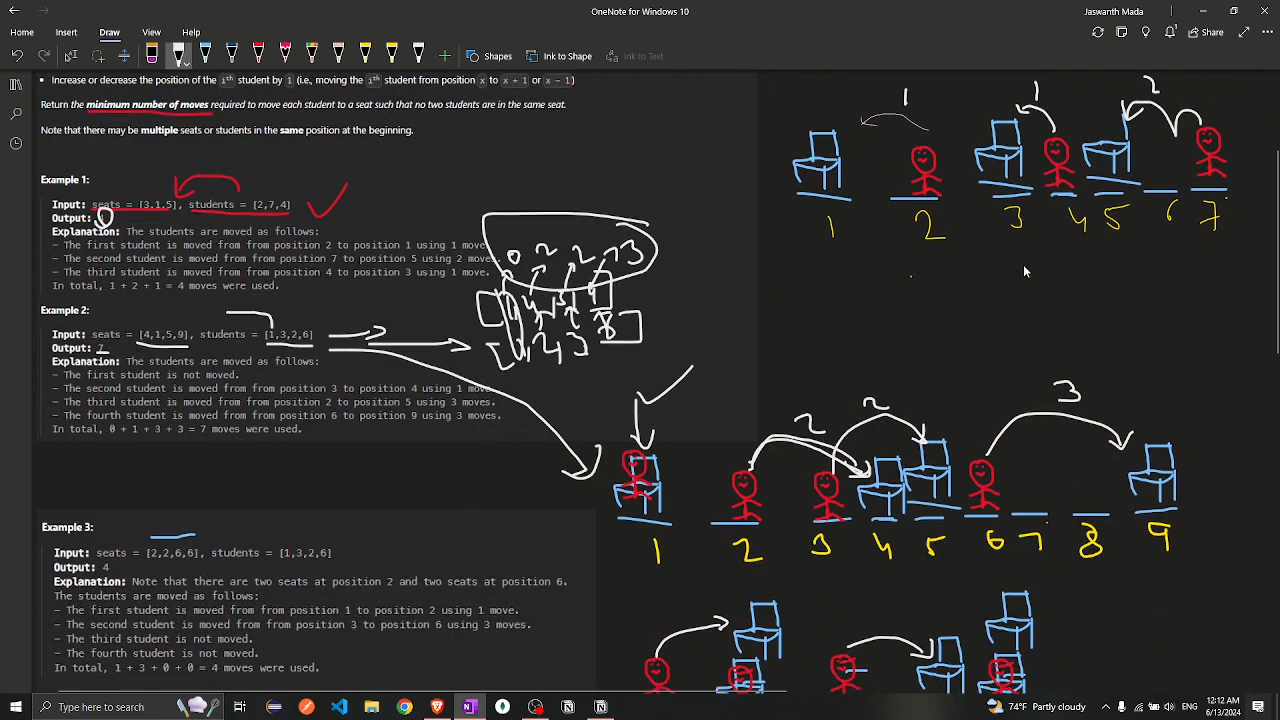 OneNote for Windows 10
Jaswanth Mada
Home
Insert
Draw
View
Help
Share
Shapes
Ink to Shape
Ink to Text
• Increase or decrease the position of the ith student by 1 (i.e., moving the ith student from position x to x + 1 or x - 1)
Return the minimum number of moves required to move each student to a seat such that no two students are in the same seat.
Note that there may be multiple seats or students in the same position at the beginning.
Example 1:
Input: seats = [3,1,5], students = [2,7,4]
Output:
Explanation: The students are moved as follows:
- The first student is moved from from position 2 to position 1 using 1 move.
- The second student is moved from from position 7 to position 5 using 2 moves.
- The third student is moved from from position 4 to position 3 using 1 move.
In total, 1 + 2 + 1 = 4 moves were used.
Example 2:
Input: seats = [4,1,5,9], students = [1,3,2,6]
Output: 7
Explanation: The students are moved as follows:
- The first student is not moved.
- The second student is moved from from position 3 to position 4 using 1 move.
- The third student is moved from from position 2 to position 5 using 3 moves.
- The fourth student is moved from from position 6 to position 9 using 3 moves.
In total, 0 + 1 + 3 + 3 = 7 moves were used.
Example 3:
Input: seats = [2,2,6,6], students = [1,3,2,6]
Output: 4
Explanation: Note that there are two seats at position 2 and two seats at position 6.
The students are moved as follows:
- The first student is moved from from position 1 to position 2 using 1 move.
- The second student is moved from from position 3 to position 6 using 3 moves.
- The third student is not moved.
- The fourth student is not moved.
In total, 1 + 3 + 0 + 0 = 4 moves were used.
1 1 2
1 2 3 4 5 6 7
0 2 2 3
2 2 3
1 2 3 4 5 6 7 8 9
Type here to search
74°F Partly cloudy
12:12 AM
6/13/2024